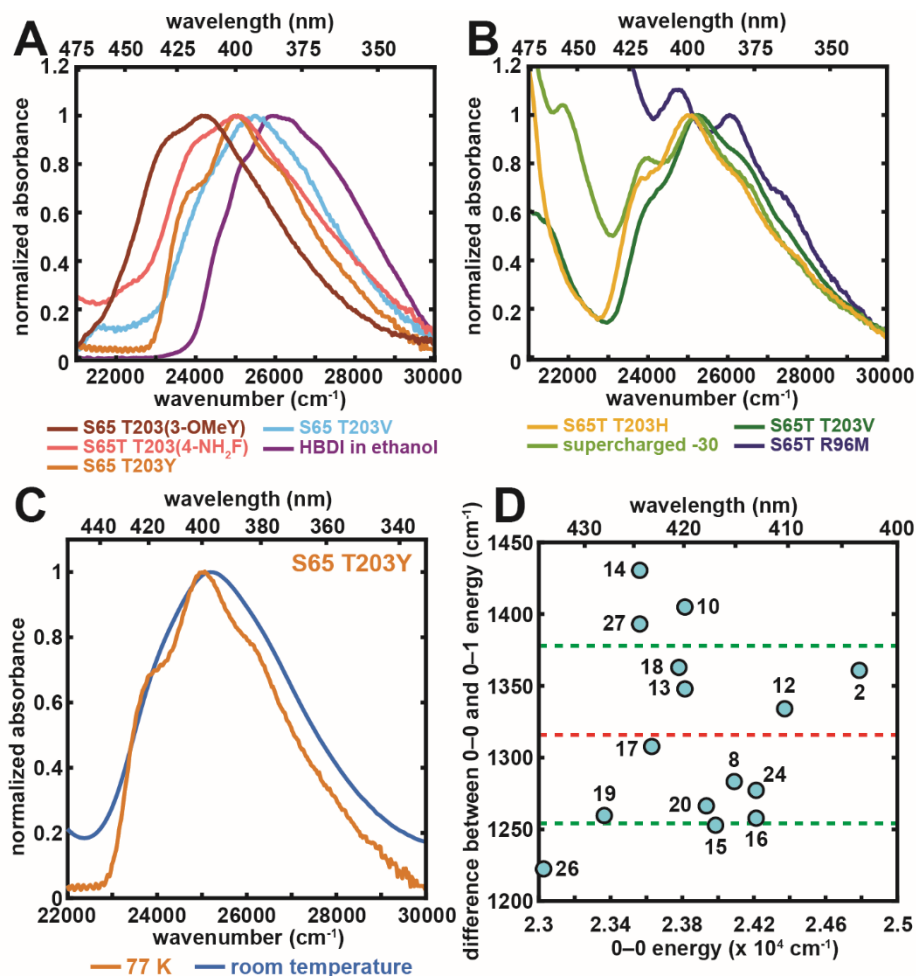 A
wavelength (nm)
475 450 425 400 375 350
normalized absorbance
1.2
1
0.8
0.6
0.4
0.2
0
22000 24000 26000 28000 30000
wavenumber (cm⁻¹)
S65 T203(3-OMeY)
S65T T203(4-NH₂F)
S65 T203Y
S65 T203V
HBDI in ethanol
B
wavelength (nm)
475 450 425 400 375 350
normalized absorbance
1.2
1
0.8
0.6
0.4
0.2
0
22000 24000 26000 28000 30000
wavenumber (cm⁻¹)
S65T T203H
supercharged -30
S65T T203V
S65T R96M
C
wavelength (nm)
440 420 400 380 360 340
normalized absorbance
1
0.8
0.6
0.4
0.2
0
S65 T203Y
22000 24000 26000 28000 30000
wavenumber (cm⁻¹)
77 K
room temperature
D
wavelength (nm)
430 420 410 400
difference between 0–0 and 0–1 energy (cm⁻¹)
1450
1400
1350
1300
1250
1200
14
10
27
18
13
12
2
17
8
24
19
20
15
16
26
2.3 2.34 2.38 2.42 2.46 2.5
0–0 energy (x 10⁴ cm⁻¹)